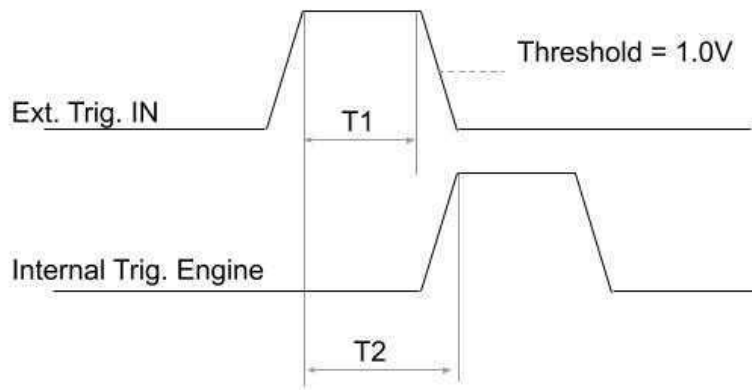 Threshold = 1.0V
Ext. Trig. IN
T1
Internal Trig. Engine
T2